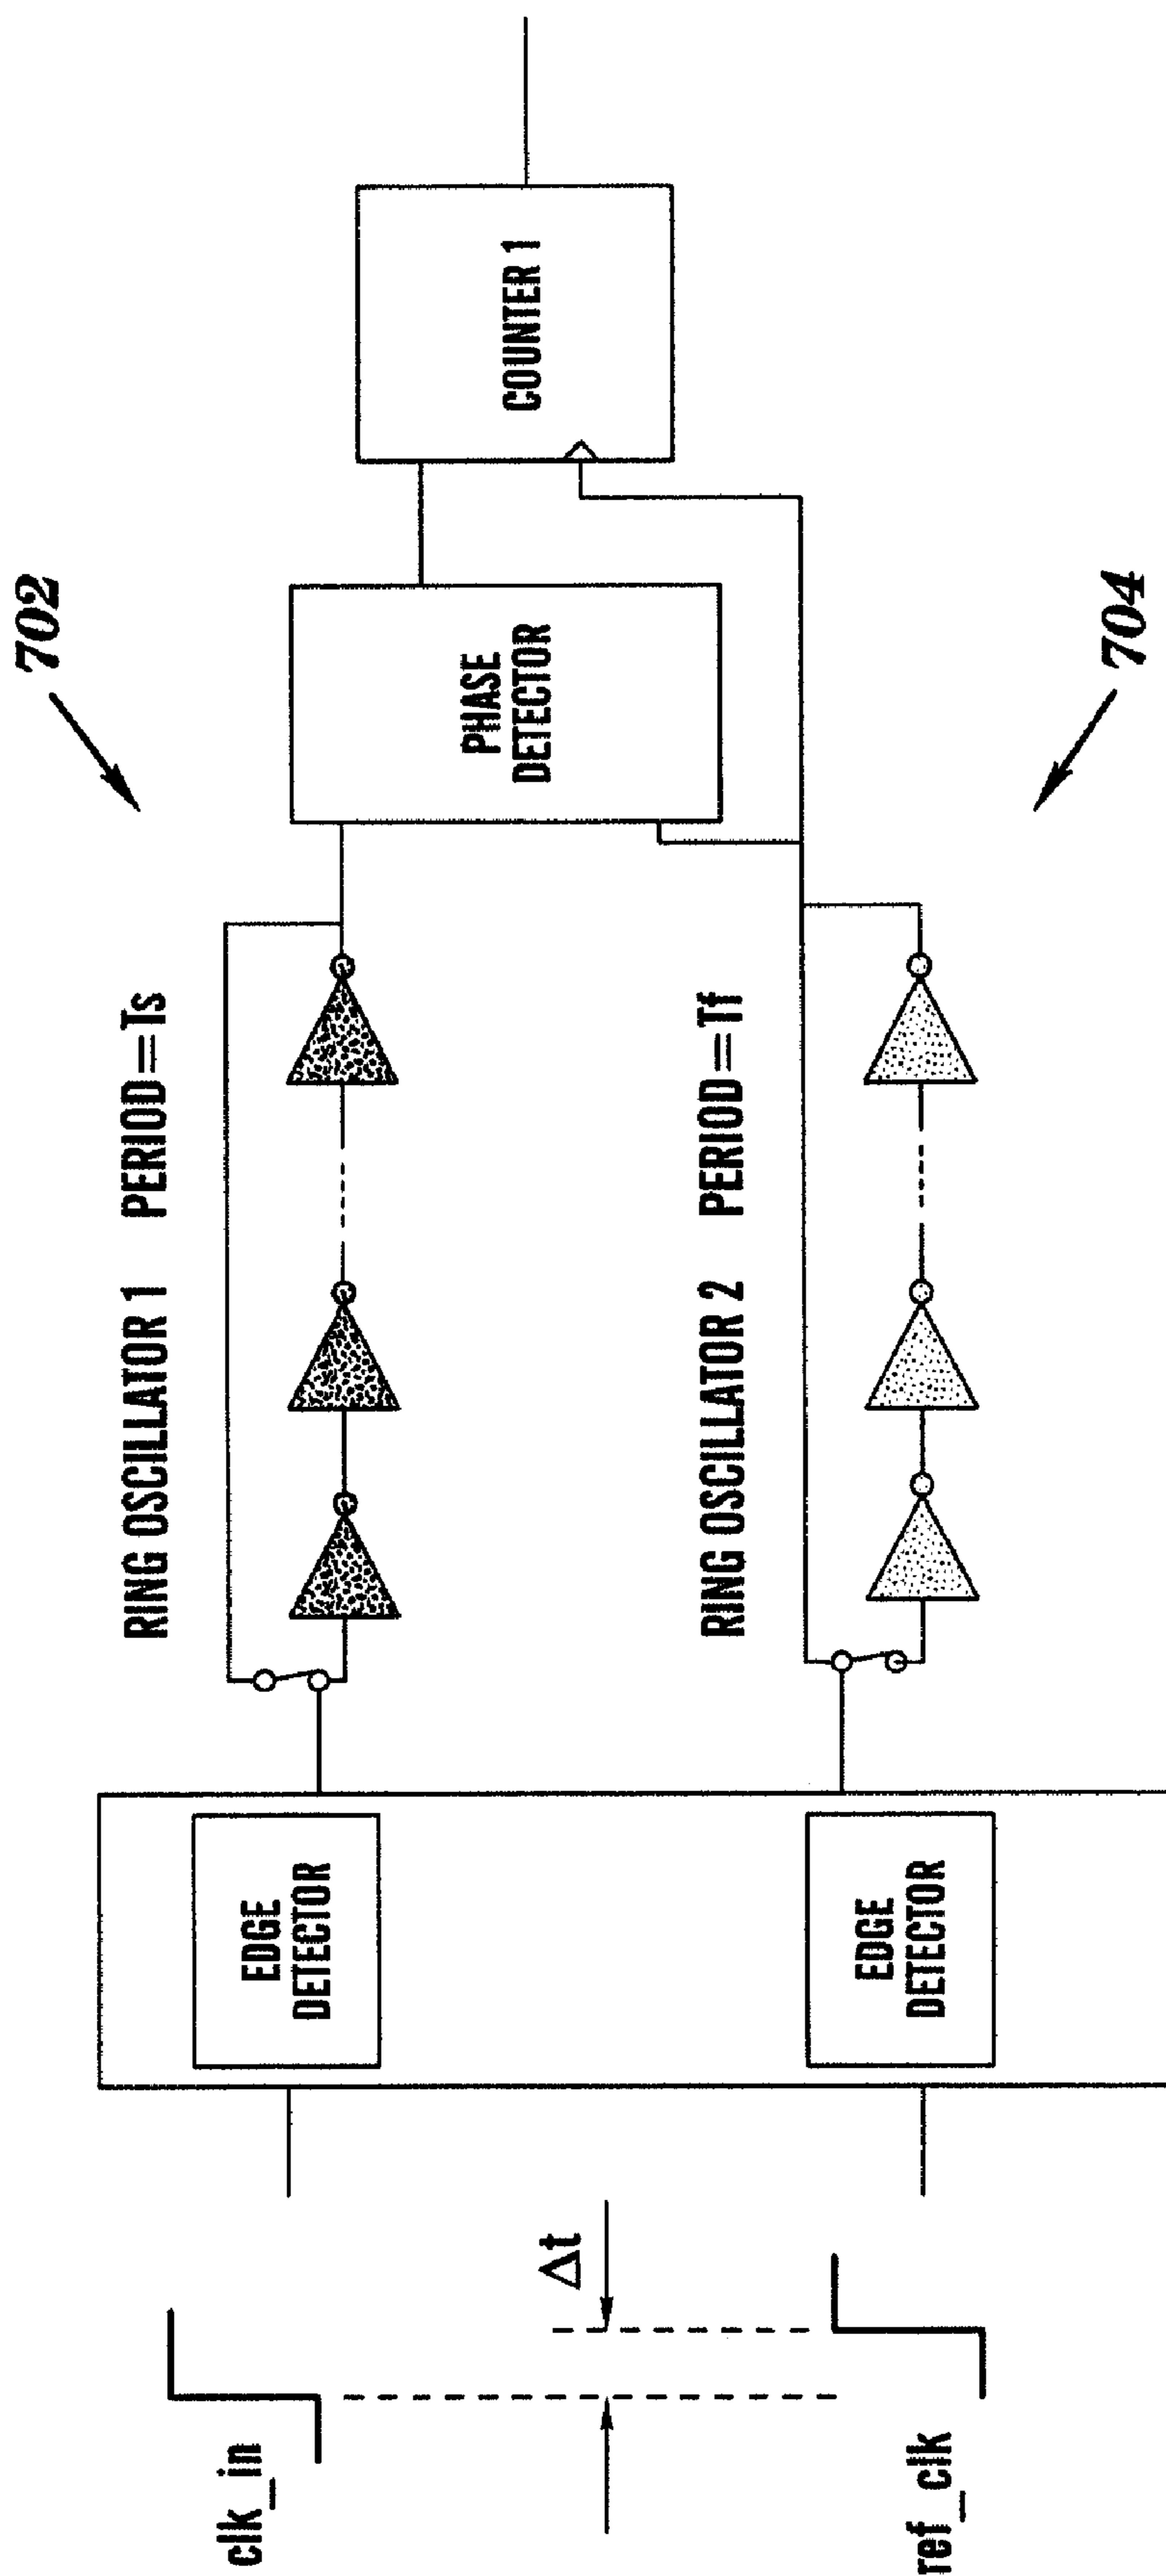 702
RING OSCILLATOR 1 PERIOD=Ts
clk_in
EDGE
DETECTOR
PHASE
DETECTOR
COUNTER 1
Δt
RING OSCILLATOR 2 PERIOD=Tf
ref_clk
EDGE
DETECTOR
704